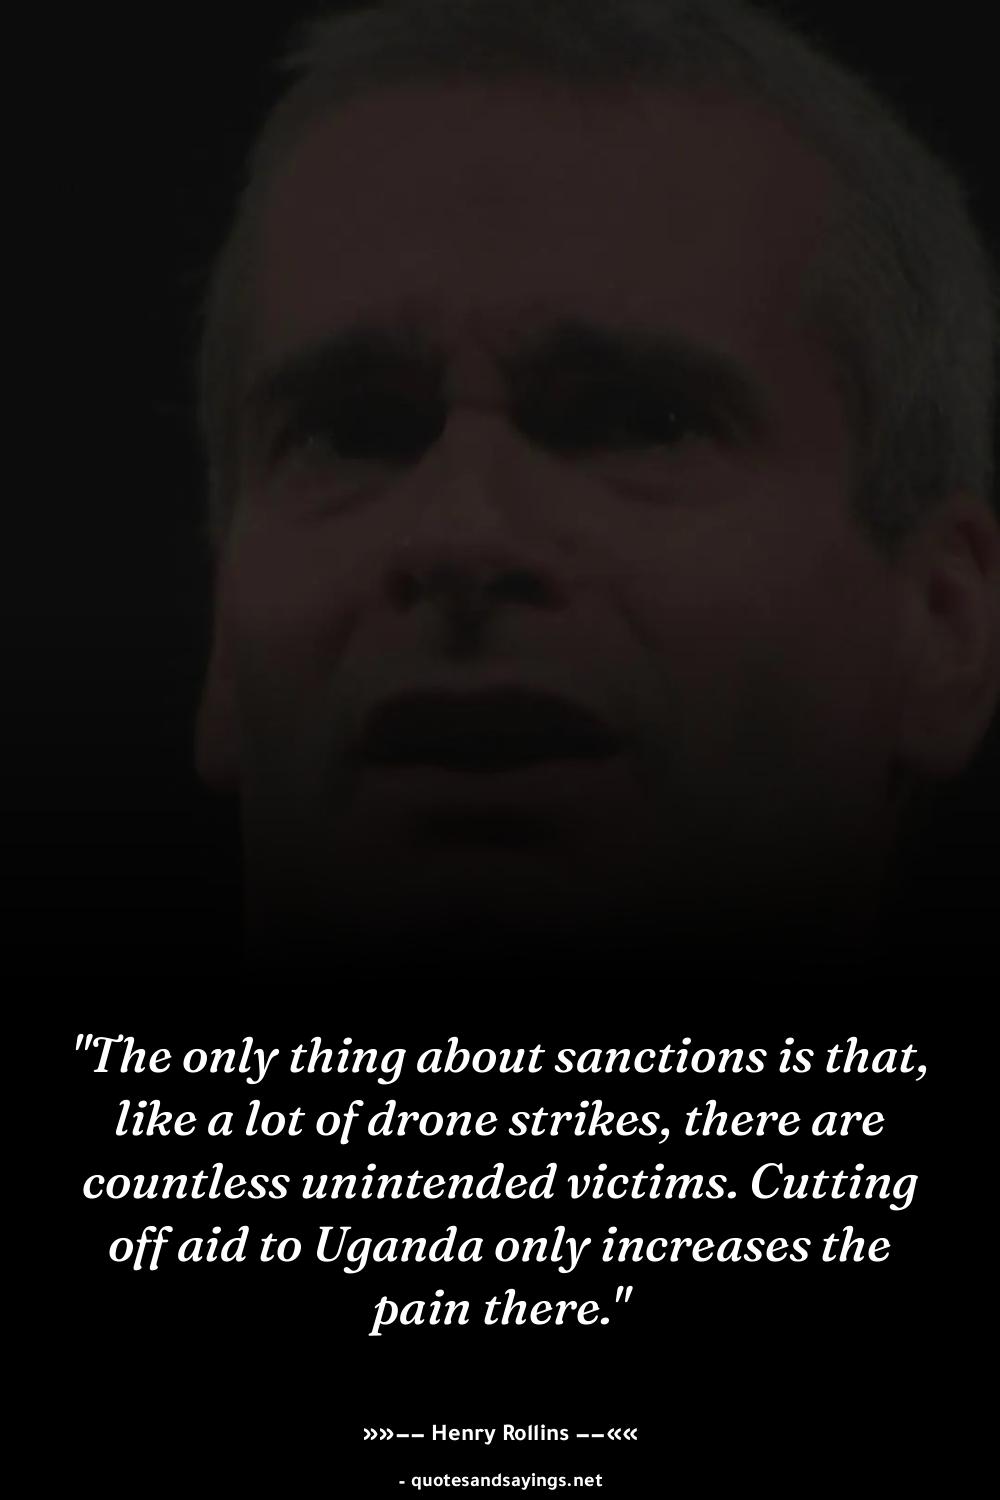 "The only thing about sanctions is that,
like a lot of drone strikes, there are
countless unintended victims. Cutting
off aid to Uganda only increases the
pain there."
»»−− Henry Rollins −−««
- quotesandsayings.net